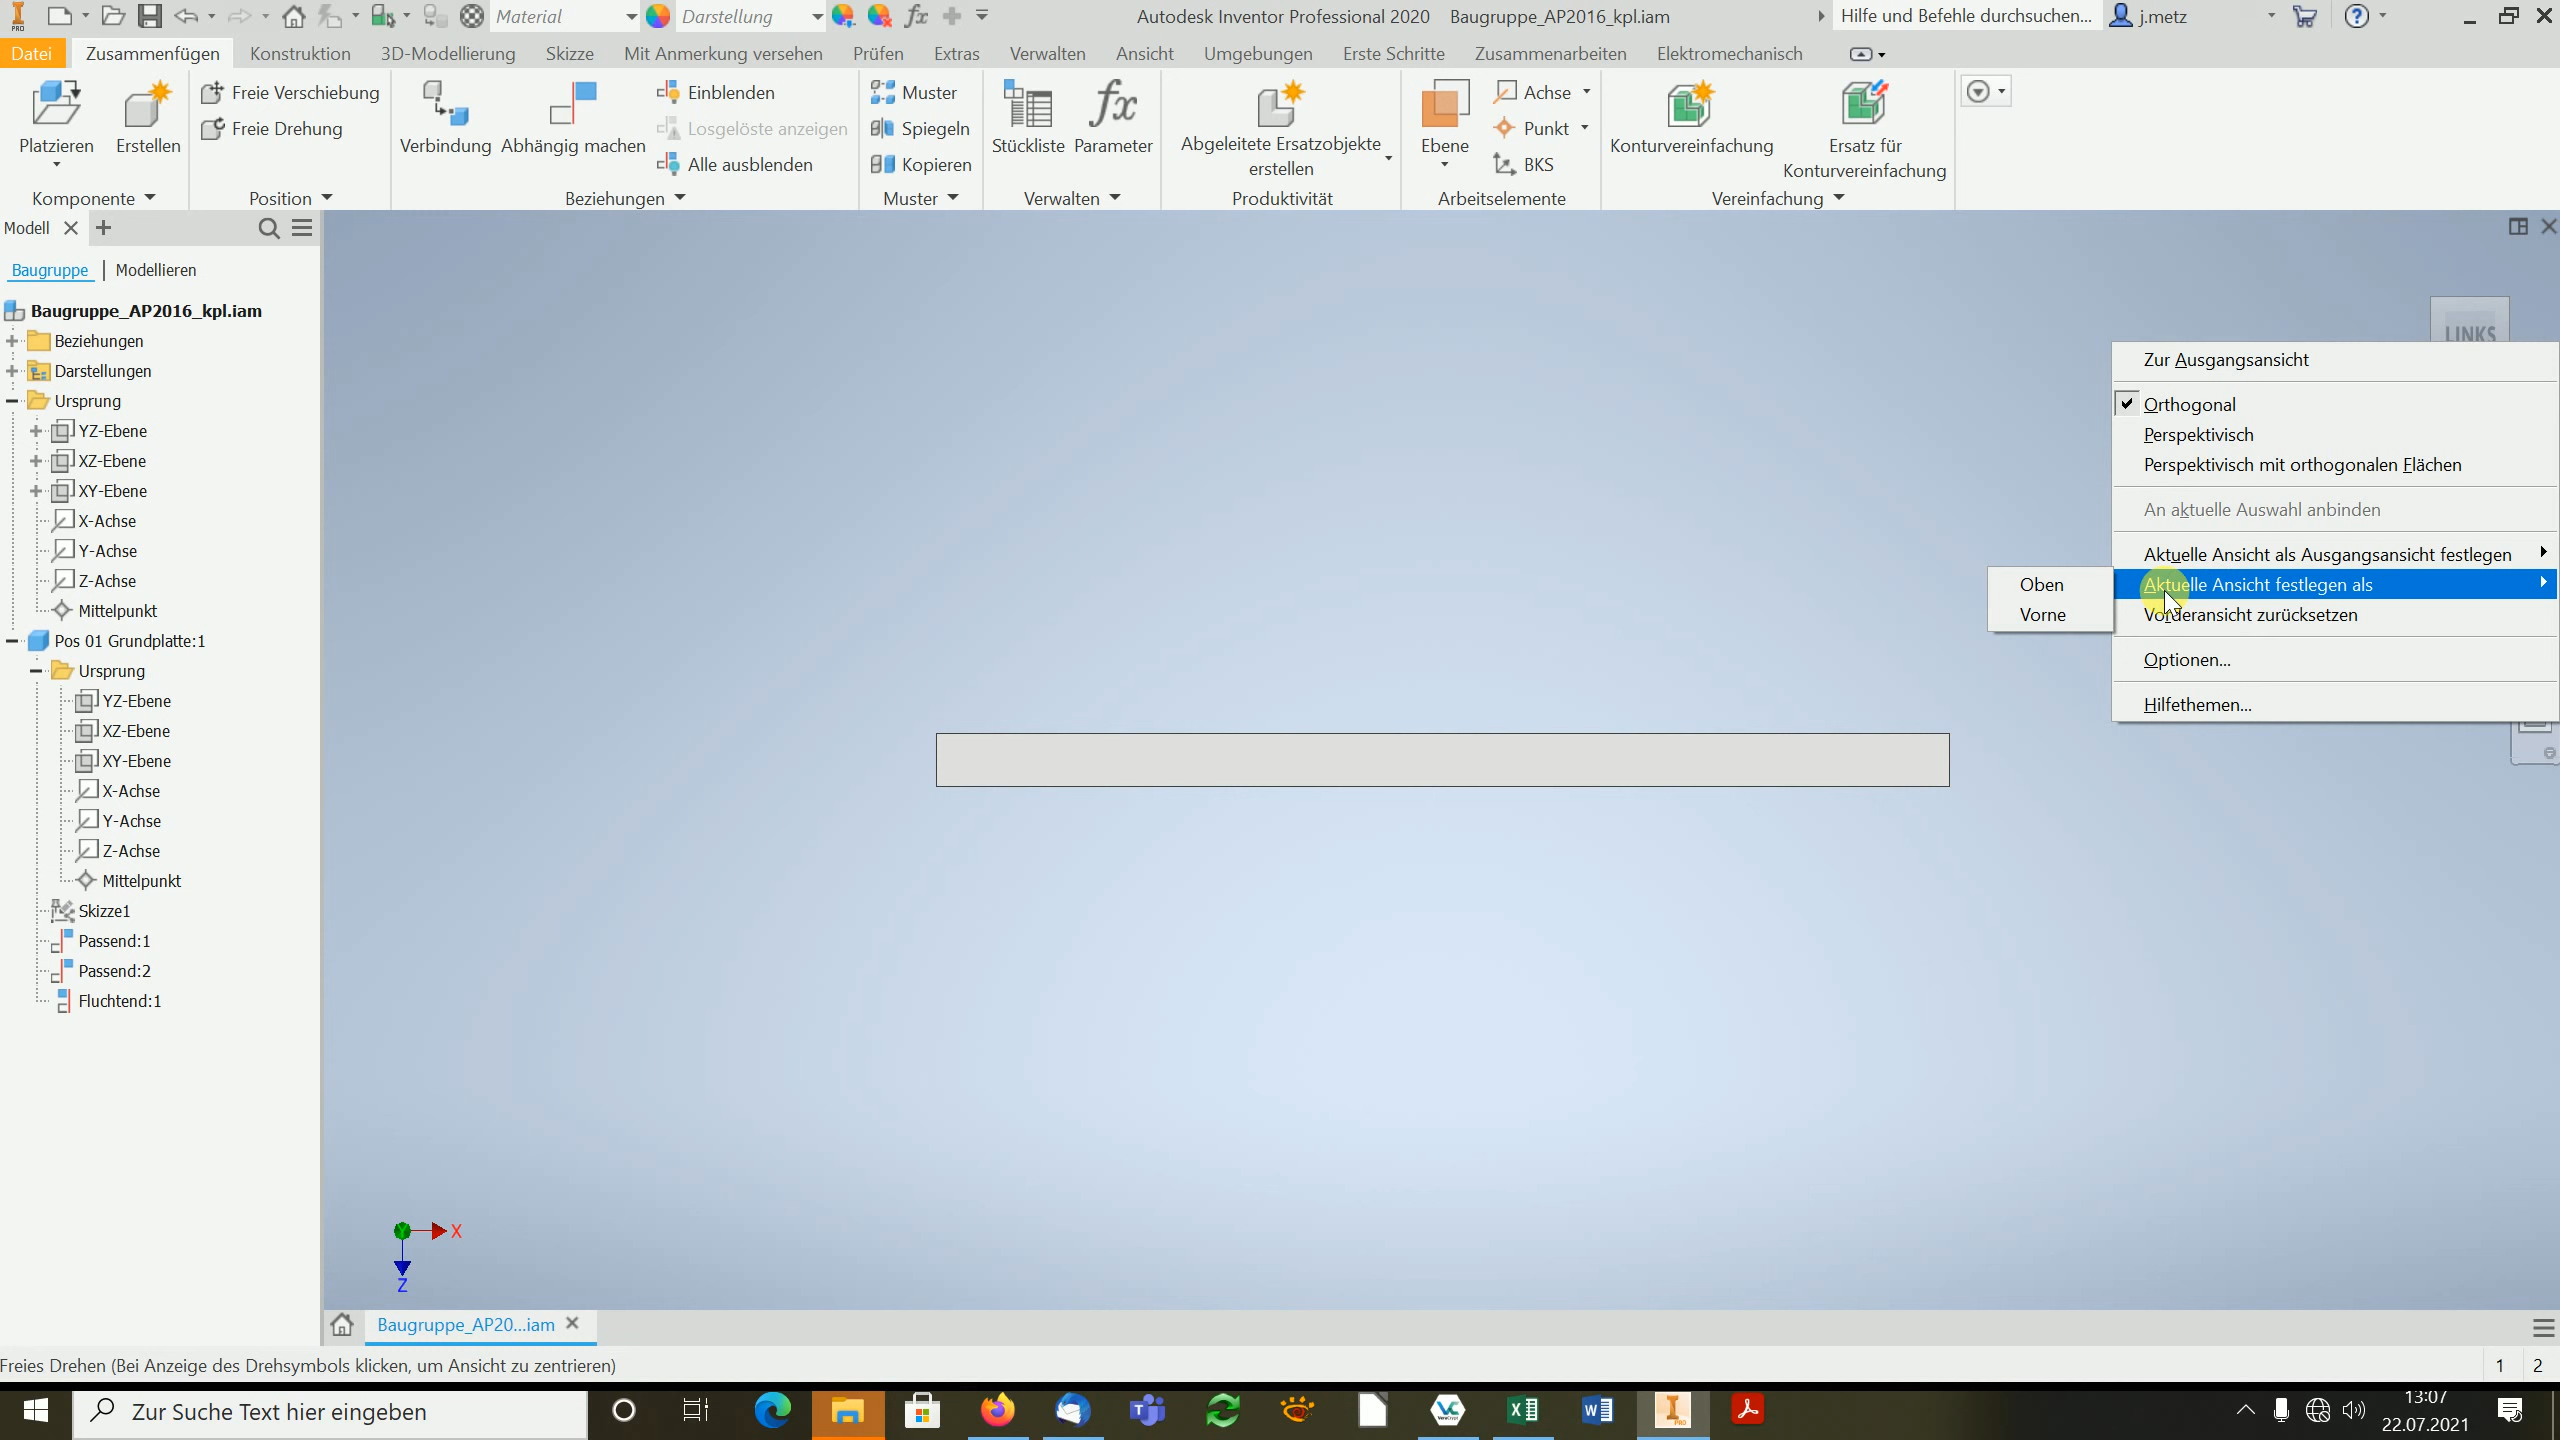 PRO
Material
Darstellung
Autodesk Inventor Professional 2020 Baugruppe_AP2016_kpl.iam
Hilfe und Befehle durchsuchen...
j.metz
Datei
Zusammenfügen
Konstruktion
3D-Modellierung
Skizze
Mit Anmerkung versehen
Prüfen
Extras
Verwalten
Ansicht
Umgebungen
Erste Schritte
Zusammenarbeiten
Elektromechanisch
Platzieren
Erstellen
Freie Verschiebung
Freie Drehung
Verbindung
Abhängig machen
Einblenden
Losgelöste anzeigen
Alle ausblenden
Muster
Spiegeln
Kopieren
Stückliste
Parameter
Abgeleitete Ersatzobjekte
erstellen
Ebene
Achse
Punkt
BKS
Konturvereinfachung
Ersatz für
Konturvereinfachung
Komponente
Position
Beziehungen
Muster
Verwalten
Produktivität
Arbeitselemente
Vereinfachung
Modell
Baugruppe
Modellieren
Baugruppe_AP2016_kpl.iam
Beziehungen
Darstellungen
Ursprung
YZ-Ebene
XZ-Ebene
XY-Ebene
X-Achse
Y-Achse
Z-Achse
Mittelpunkt
Pos 01 Grundplatte:1
Ursprung
YZ-Ebene
XZ-Ebene
XY-Ebene
X-Achse
Y-Achse
Z-Achse
Mittelpunkt
Skizze1
Passend:1
Passend:2
Fluchtend:1
LINKS
Zur Ausgangsansicht
Orthogonal
Perspektivisch
Perspektivisch mit orthogonalen Flächen
An aktuelle Auswahl anbinden
Aktuelle Ansicht als Ausgangsansicht festlegen
Aktuelle Ansicht festlegen als
Vorderansicht zurücksetzen
Optionen...
Hilfethemen...
Oben
Vorne
X
Z
Baugruppe_AP20...iam
Freies Drehen (Bei Anzeige des Drehsymbols klicken, um Ansicht zu zentrieren)
1 2
Zur Suche Text hier eingeben
13:07
22.07.2021